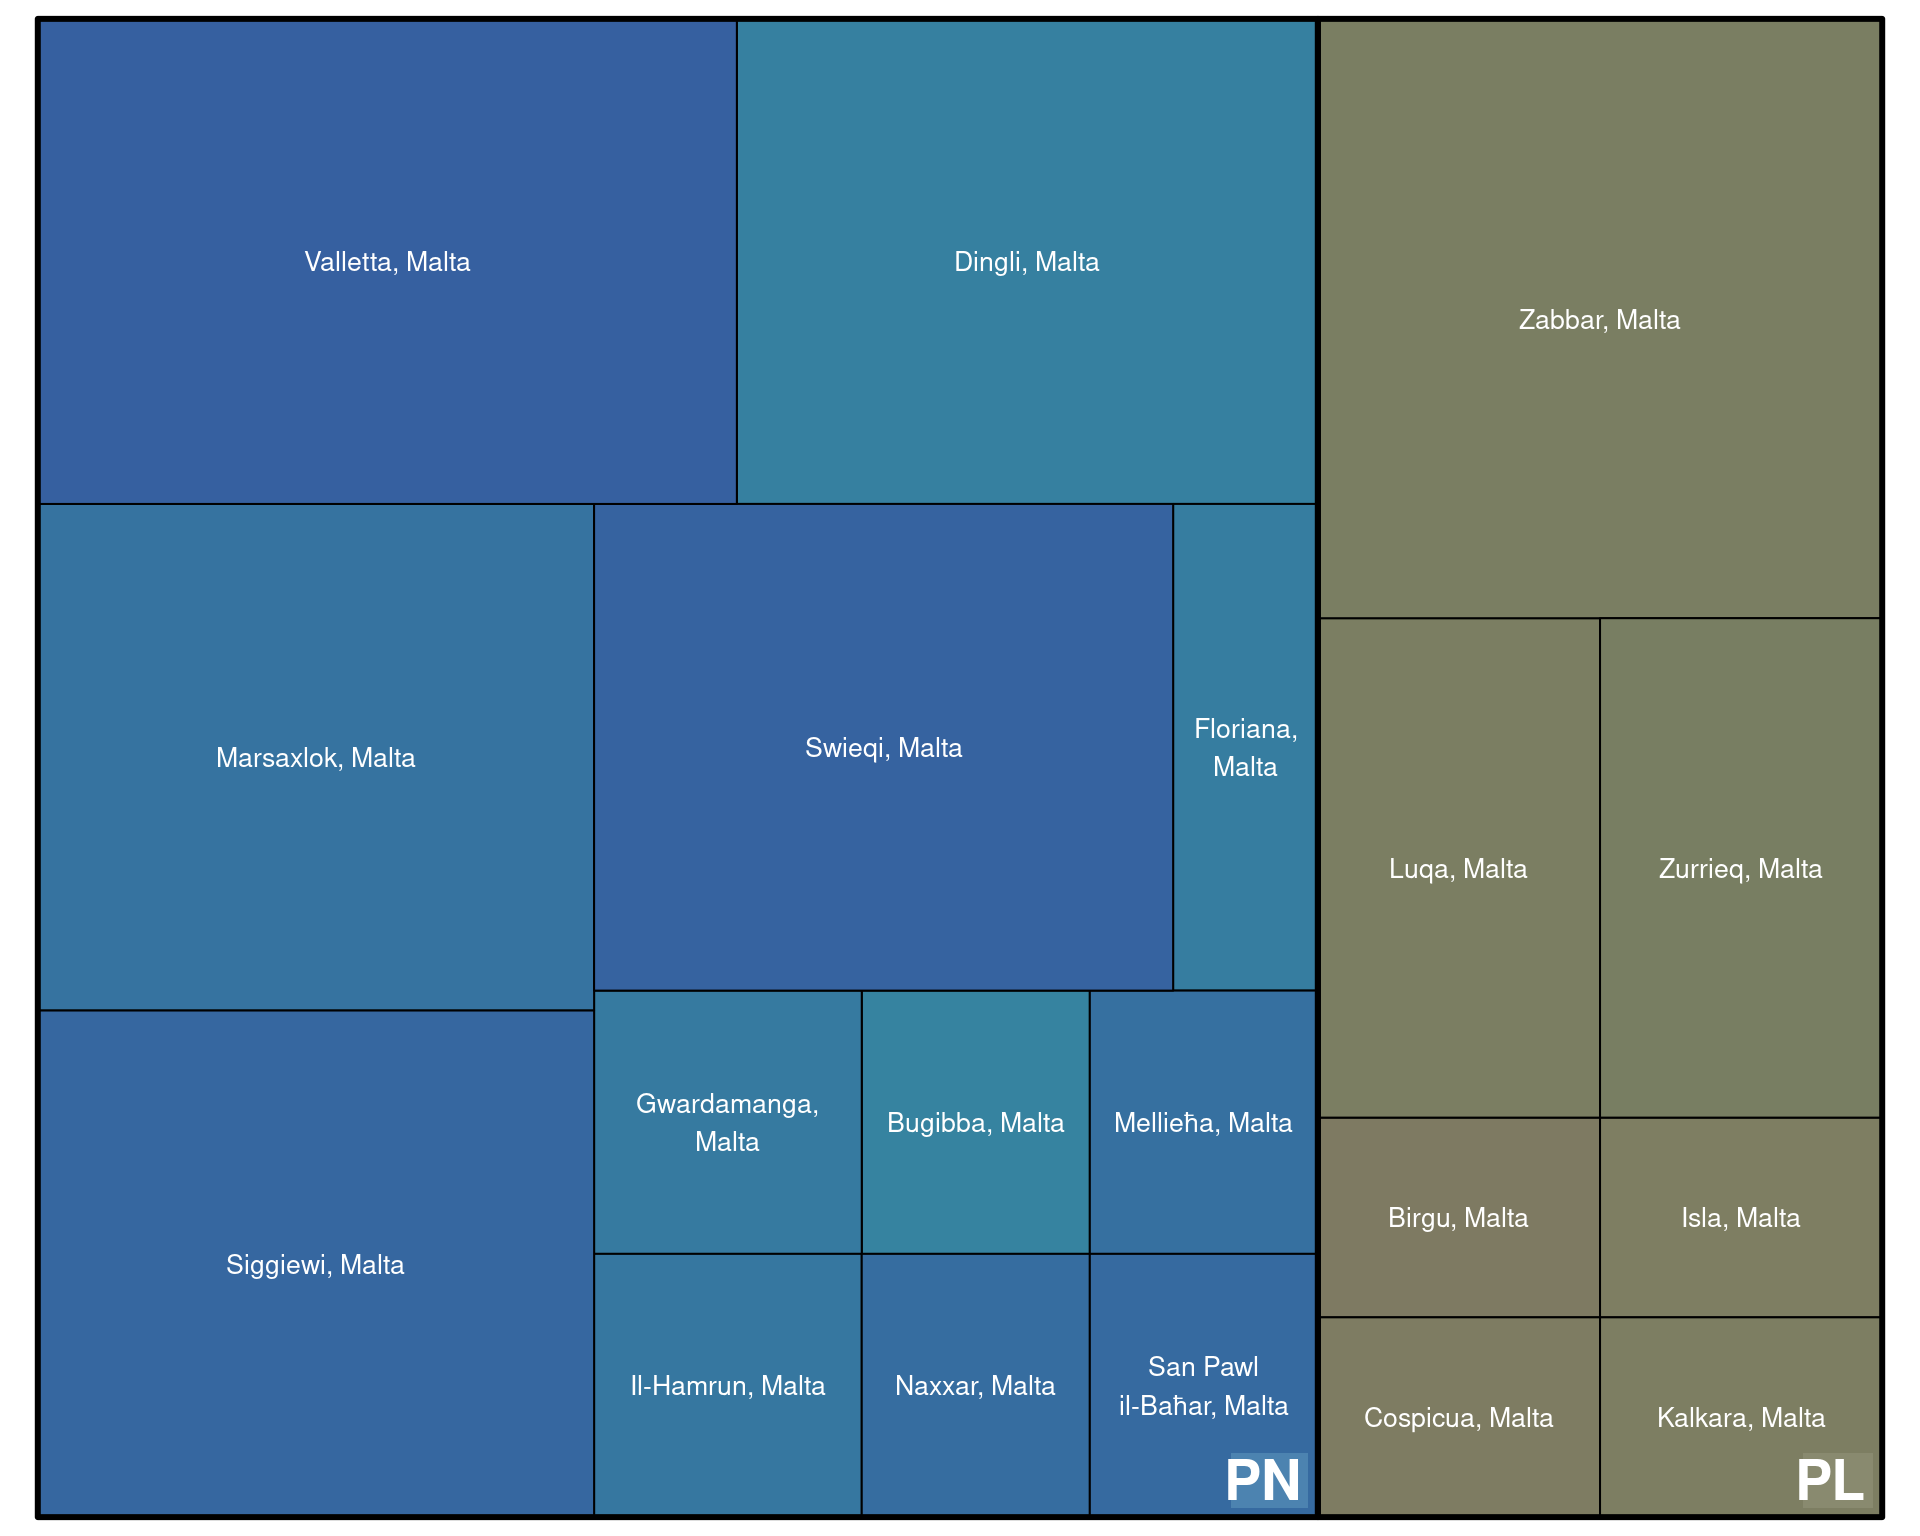 Valletta, Malta
Dingli, Malta
Zabbar, Malta
Marsaxlok, Malta
Swieqi, Malta
Floriana,
Malta
Luqa, Malta
Zurrieq, Malta
Siggiewi, Malta
Gwardamanga,
Malta
Bugibba, Malta
Mellieħa, Malta
Birgu, Malta
Isla, Malta
Il-Hamrun, Malta
Naxxar, Malta
San Pawl
il-Baħar, Malta
Cospicua, Malta
Kalkara, Malta
PN
PL